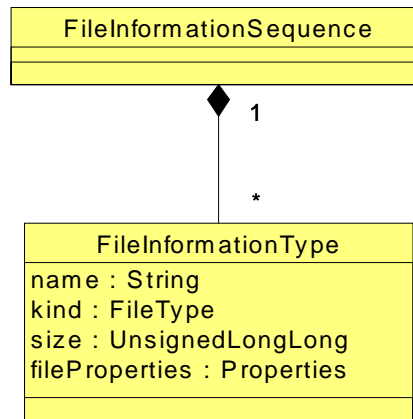 FileInformationSequence
1
*
FileInformationType
name : String
kind : FileType
size : UnsignedLongLong
fileProperties : Properties